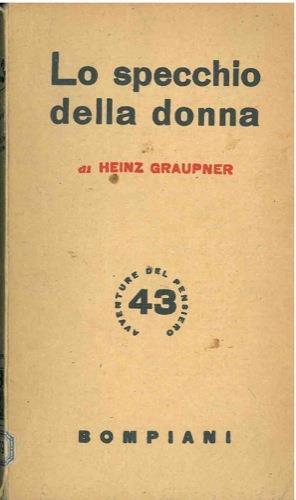 Lo specchio
della donna
di HEINZ GRAUPNER
AVVENTURE DEL PENSIERO
43
BOMPIANI